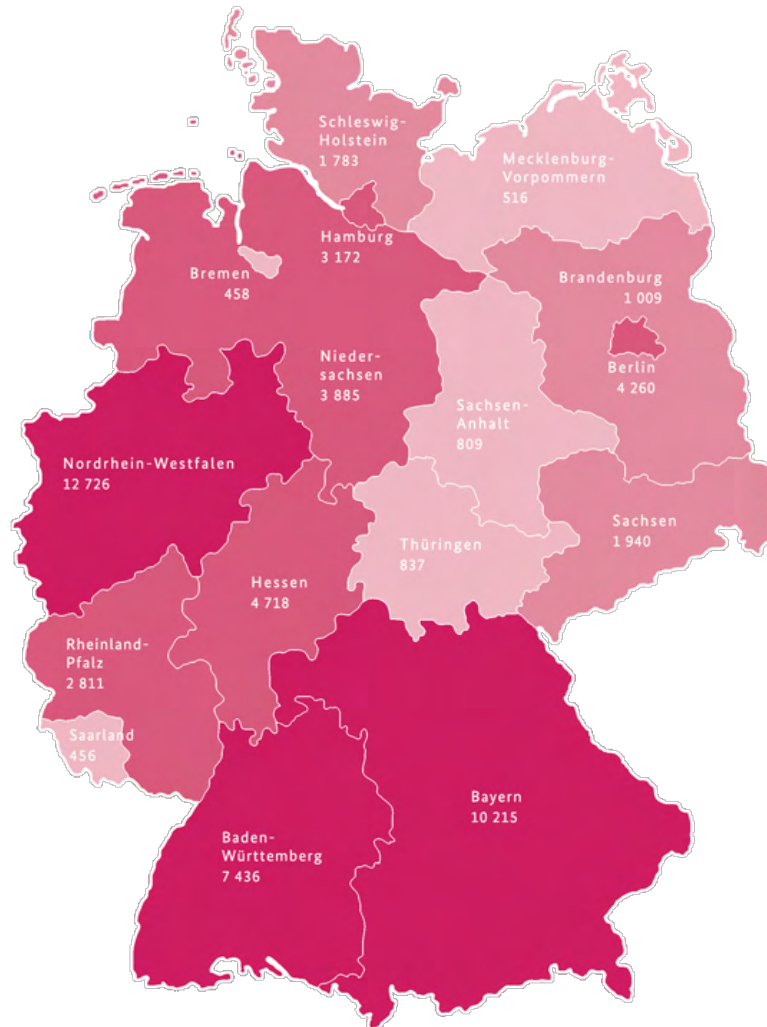 Schleswig-
Holstein
1 783
Mecklenburg-
Vorpommern
516
Hamburg
3 172
Bremen
458
Brandenburg
1 009
Nieder-
sachsen
3 885
Berlin
4 260
Sachsen-
Anhalt
809
Nordrhein-Westfalen
12 726
Sachsen
1 940
Thüringen
837
Hessen
4 718
Rheinland-
Pfalz
2 811
Saarland
456
Bayern
10 215
Baden-
Württemberg
7 436